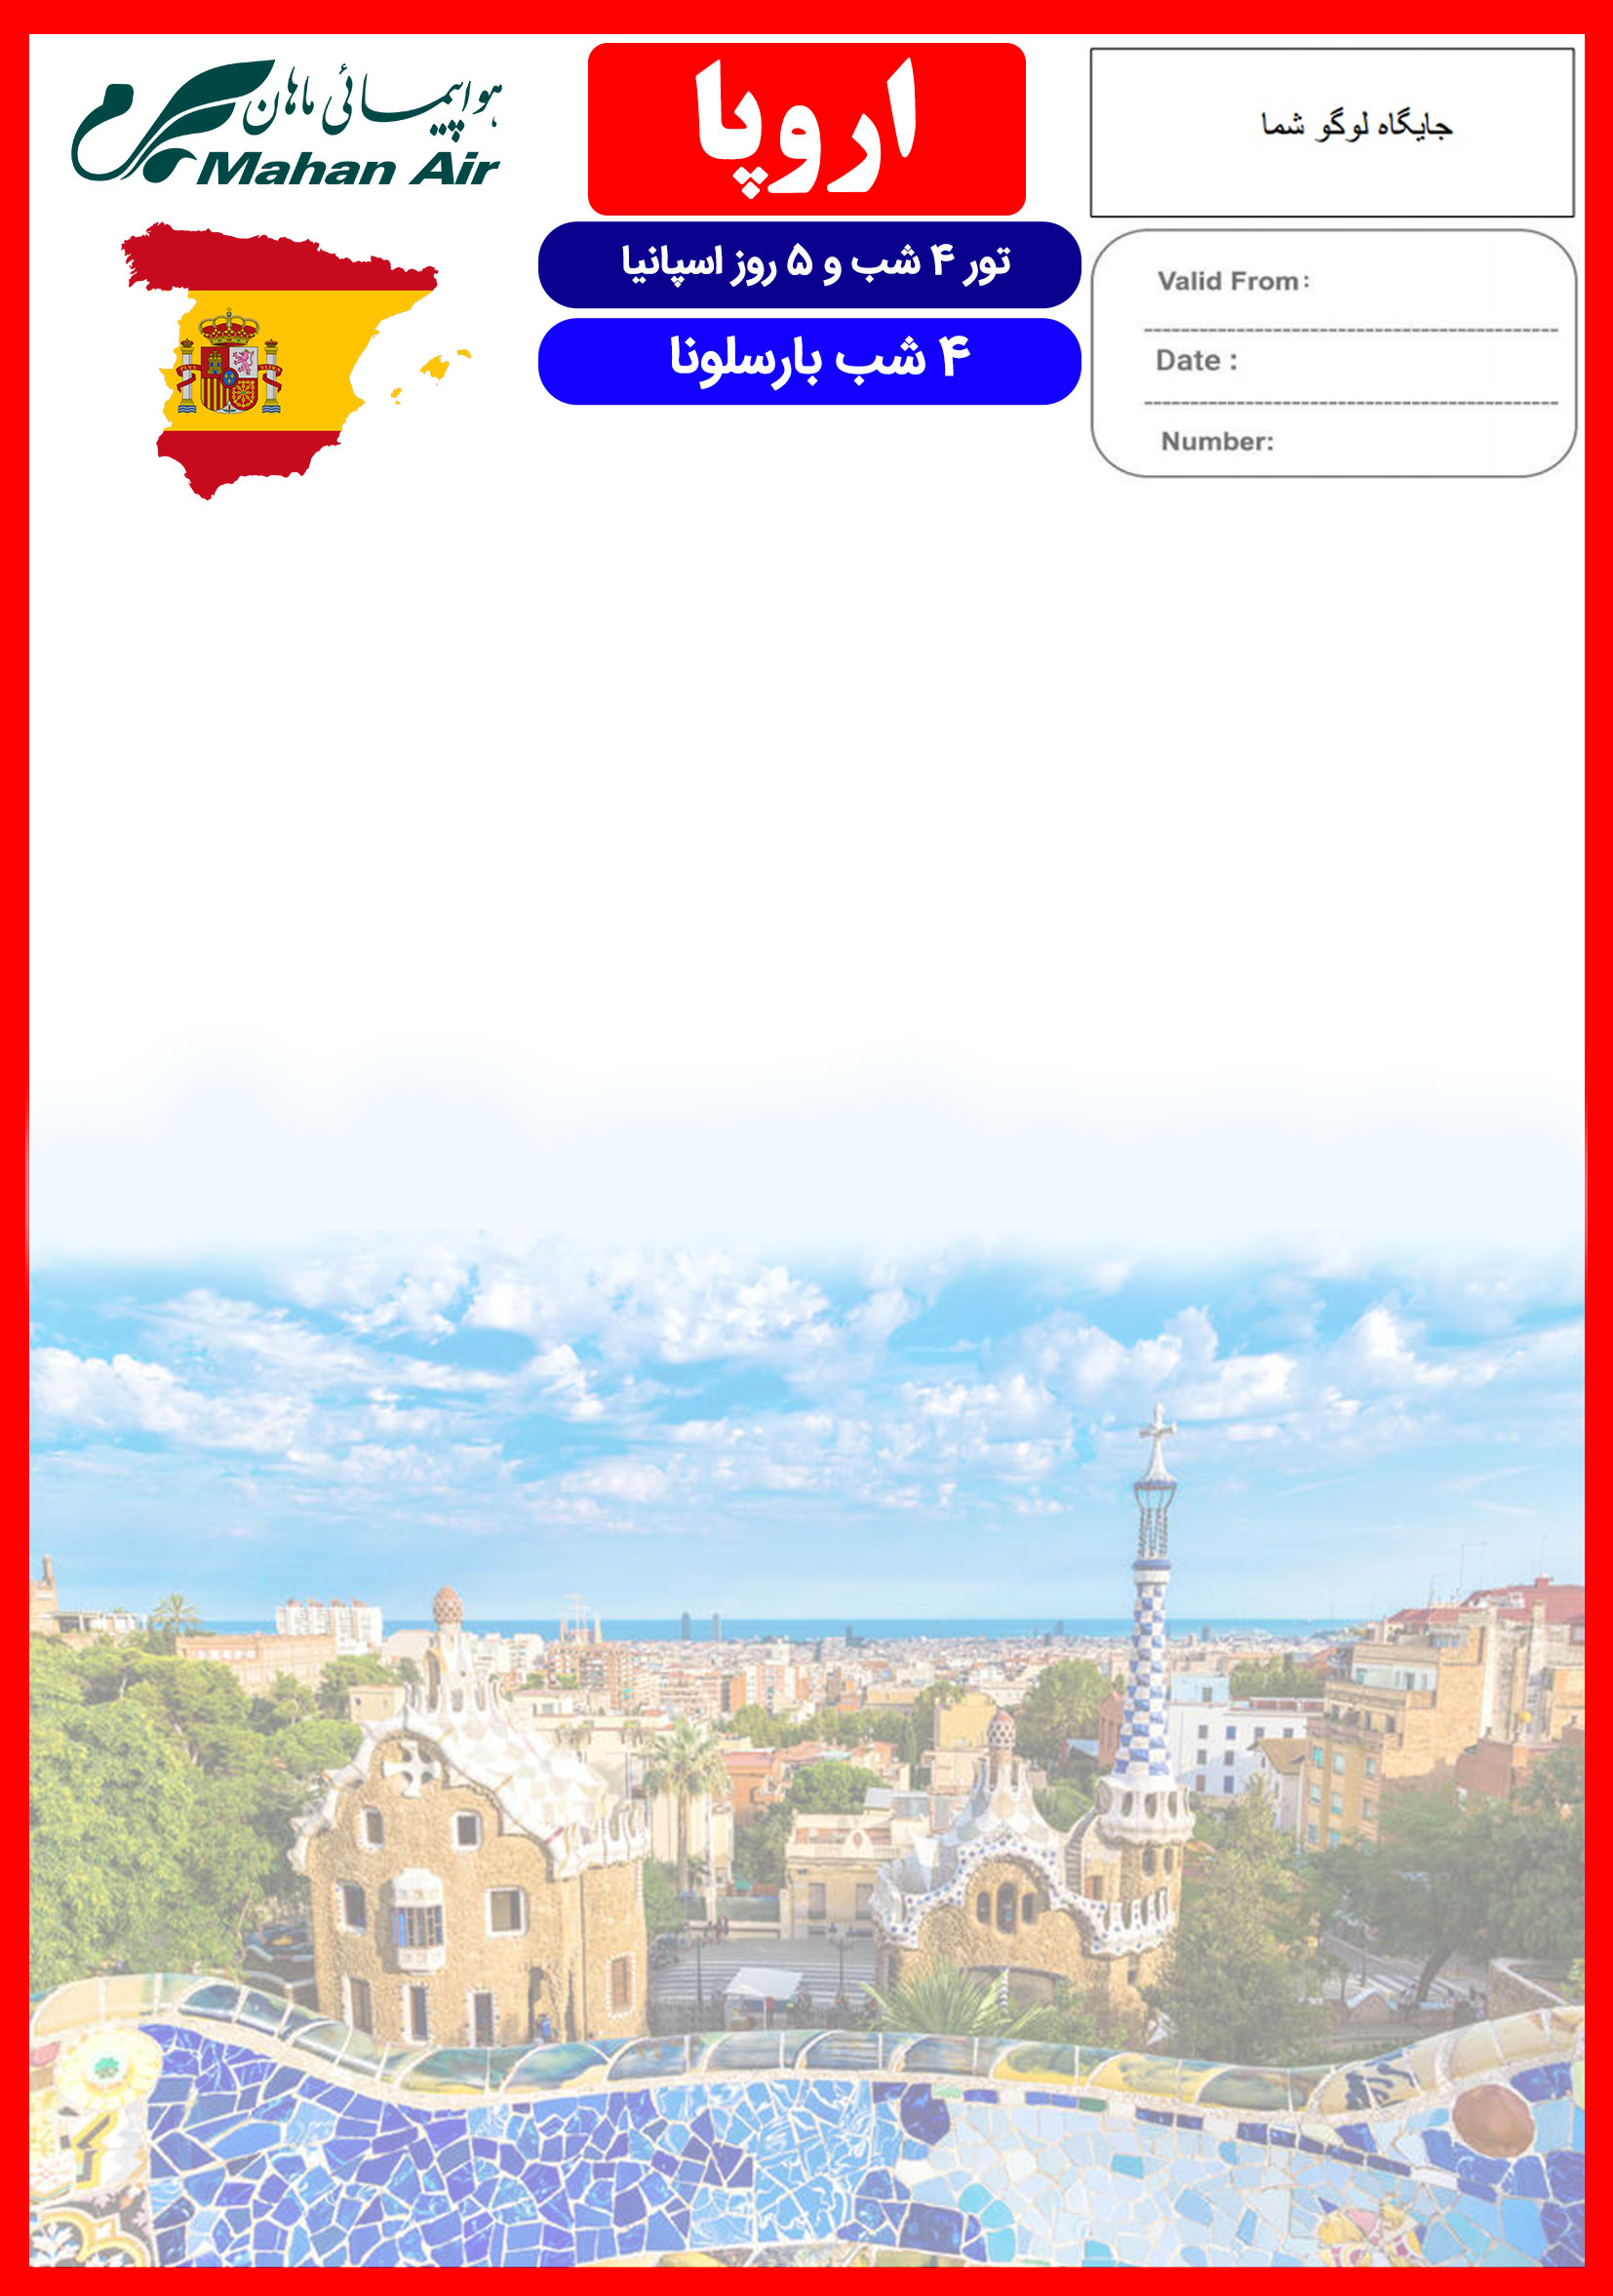 هواپیمائی ماهان
Mahan Air
اروپا
جایگاه لوگو شما
تور ۴ شب و ۵ روز اسپانیا
۴ شب بارسلونا
Valid From:
Date :
Number: